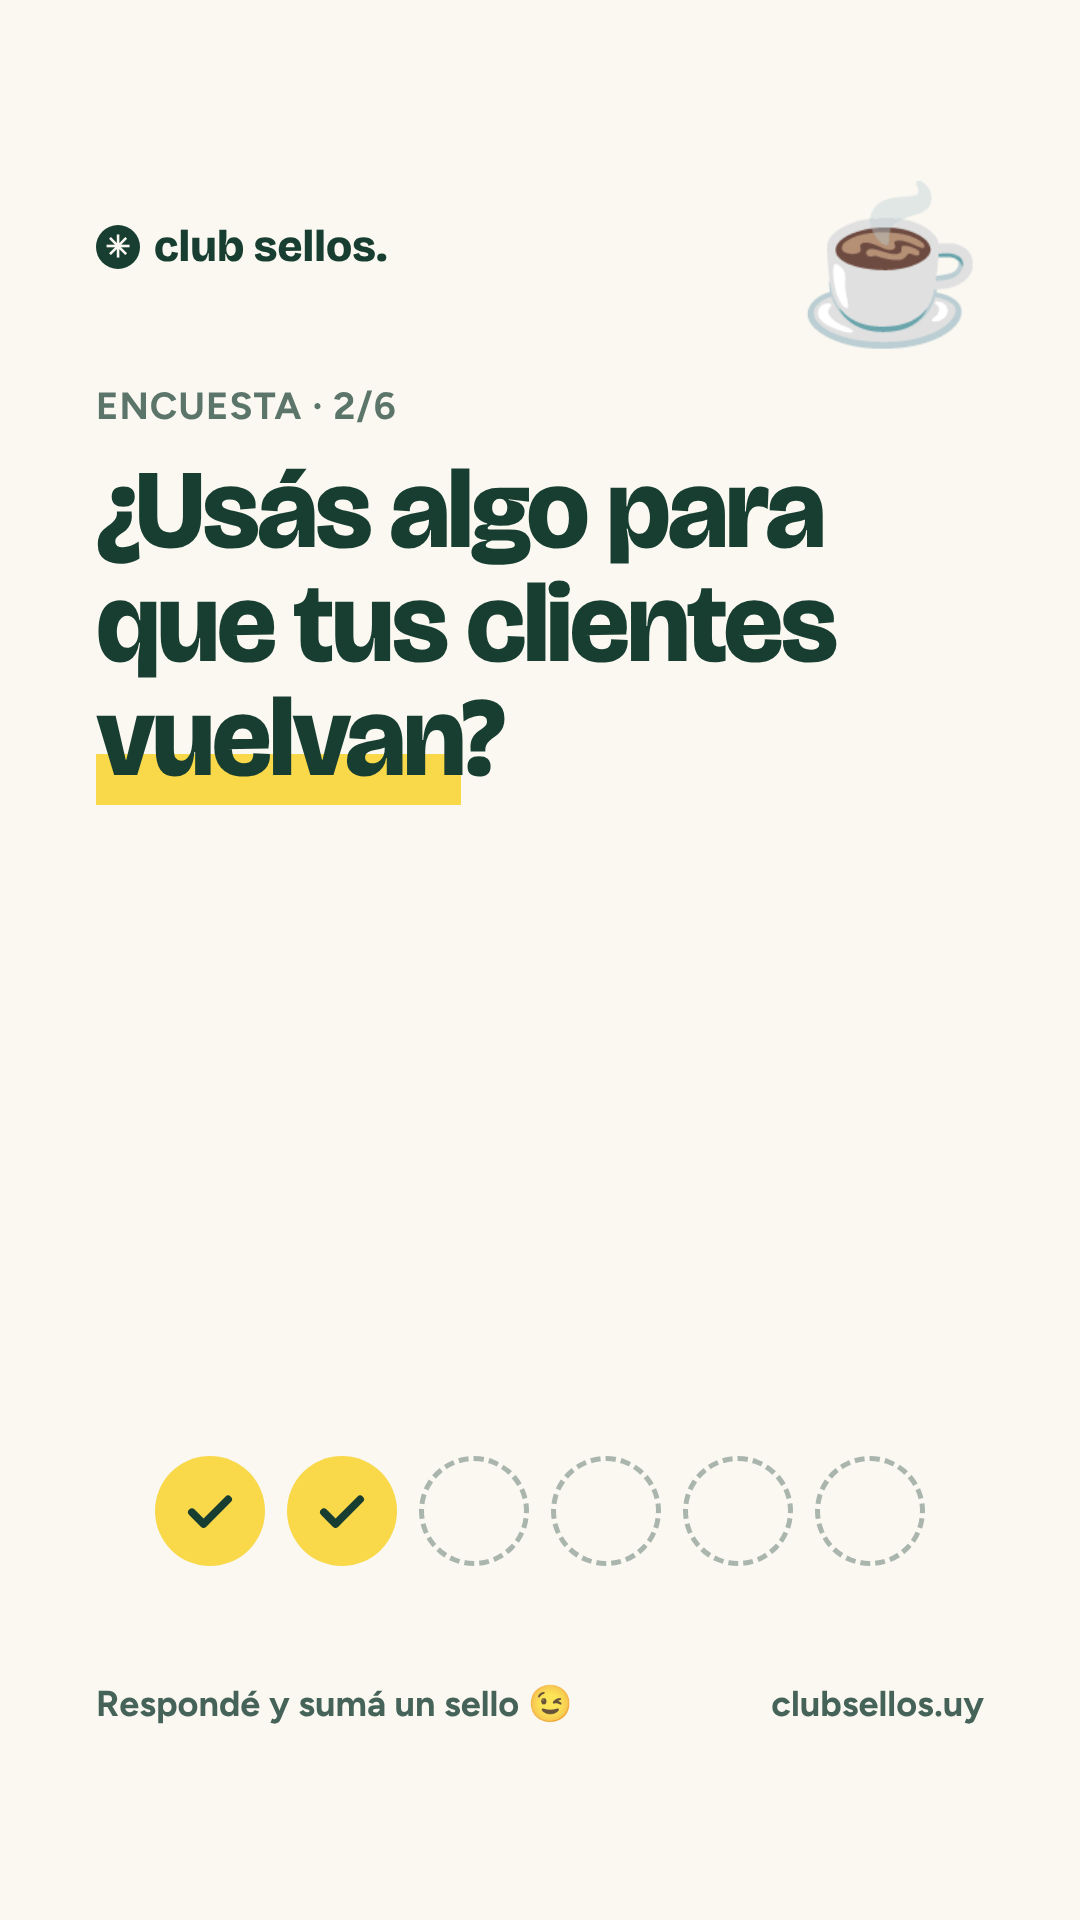 club sellos.
ENCUESTA · 2/6
¿Usás algo para
que tus clientes
vuelvan?
Respondé y sumá un sello 😉
clubsellos.uy